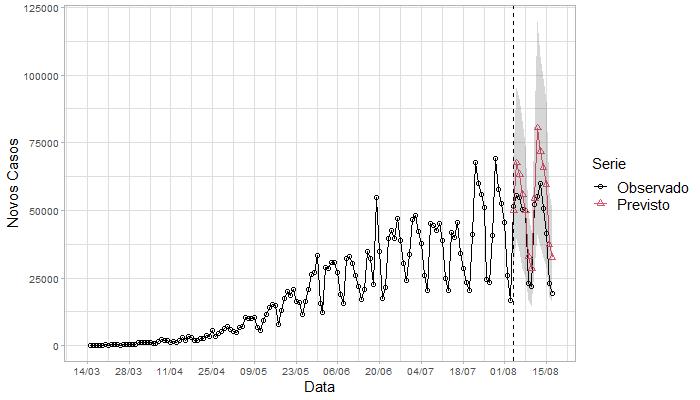 125000
100000
75000
50000
25000
0
Novos Casos
14/03 28/03 11/04 25/04 09/05 23/05 06/06 20/06 04/07 18/07 01/08 15/08
Data
Serie
Observado
Previsto